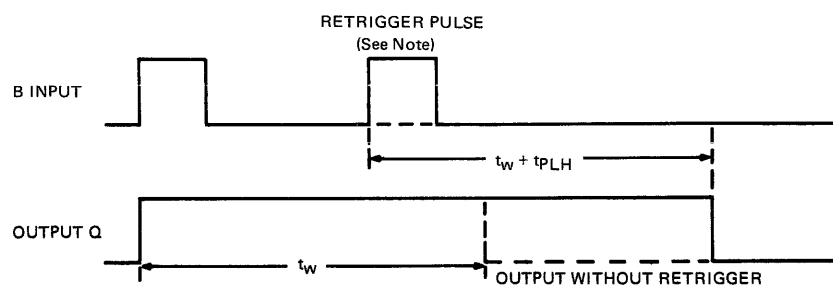 RETRIGGER PULSE
(See Note)
B INPUT
tw + tPLH
OUTPUT Q
tw
OUTPUT WITHOUT RETRIGGER